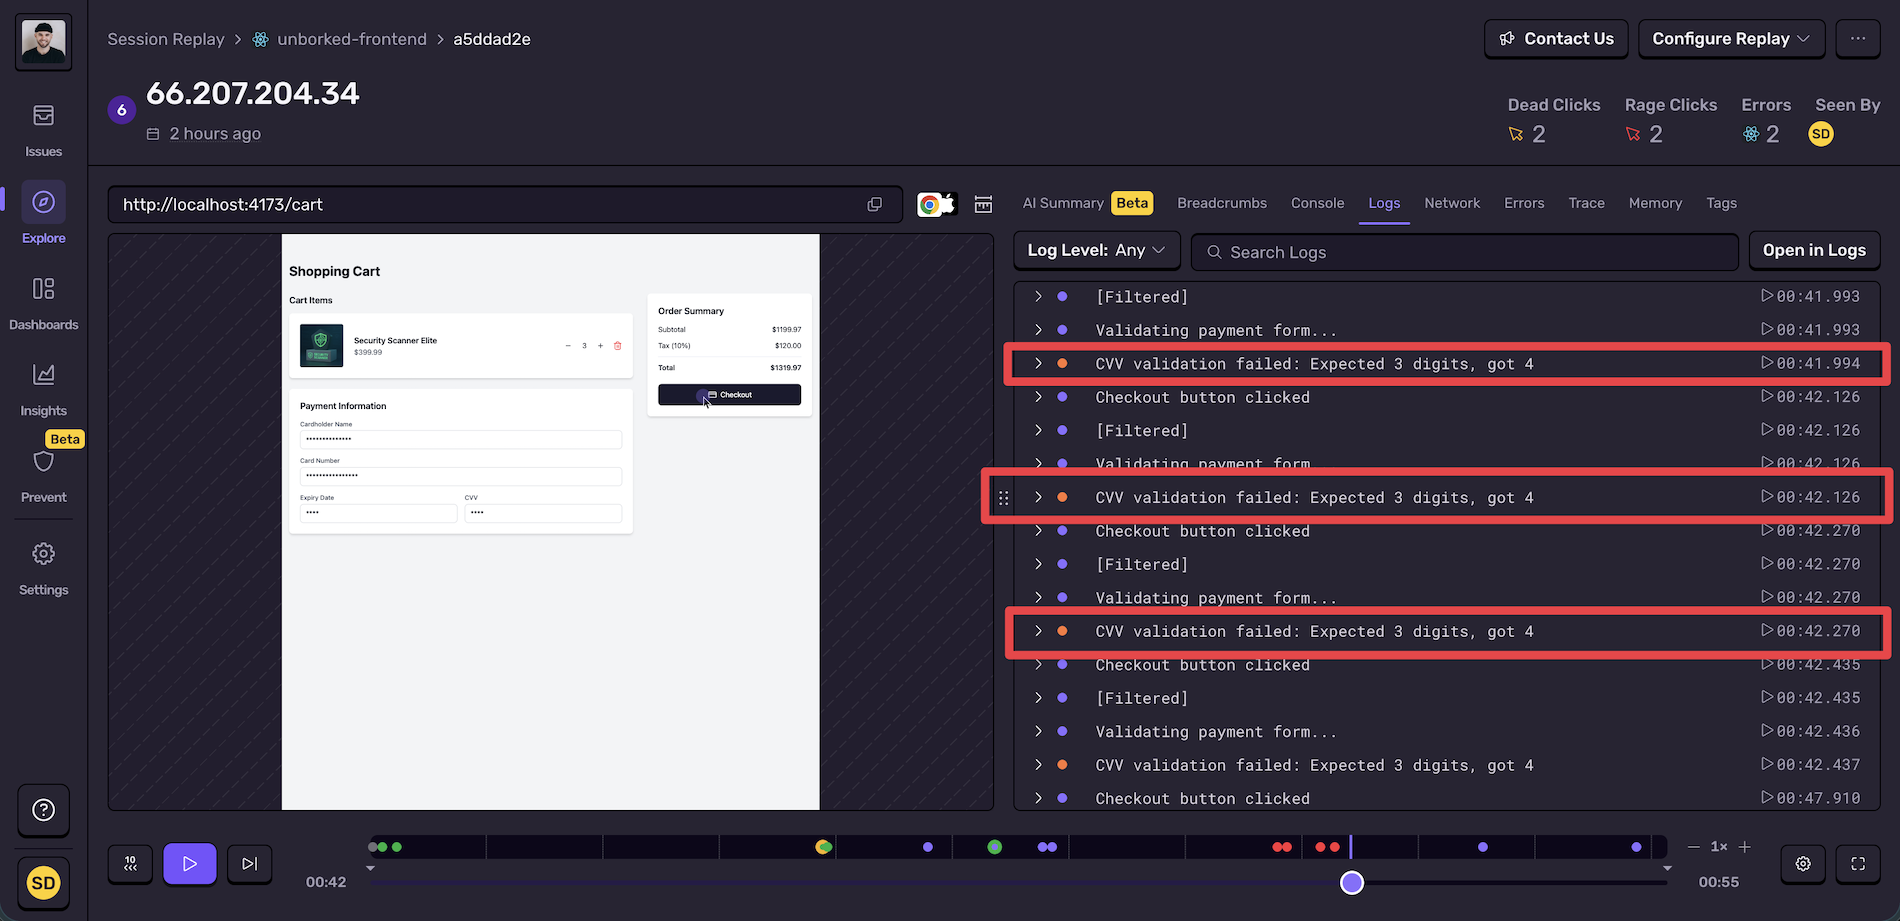 Session Replay > unborked-frontend > a5ddad2e
Contact Us
Configure Replay
6
66.207.204.34
2 hours ago
Dead Clicks
2
Rage Clicks
2
Errors
2
Seen By
SD
Issues
Explore
Dashboards
Insights
Beta
Prevent
Settings
SD
http://localhost:4173/cart
Shopping Cart
Cart Items
Security Scanner Elite
$399.99
− 3 +
Order Summary
Subtotal $1199.97
Tax (10%) $120.00
Total $1319.97
Checkout
Payment Information
Cardholder Name
••••••••••••••
Card Number
••••••••••••••••
Expiry Date CVV
•••• ••••
AI Summary Beta Breadcrumbs Console Logs Network Errors Trace Memory Tags
Log Level: Any
Search Logs
Open in Logs
[Filtered] 00:41.993
Validating payment form... 00:41.993
CVV validation failed: Expected 3 digits, got 4 00:41.994
Checkout button clicked 00:42.126
[Filtered] 00:42.126
Validating payment form 00:42.126
CVV validation failed: Expected 3 digits, got 4 00:42.126
Checkout button clicked 00:42.270
[Filtered] 00:42.270
Validating payment form... 00:42.270
CVV validation failed: Expected 3 digits, got 4 00:42.270
Checkout button clicked 00:42.435
[Filtered] 00:42.435
Validating payment form... 00:42.436
CVV validation failed: Expected 3 digits, got 4 00:42.437
Checkout button clicked 00:47.910
10
00:42
− 1× +
00:55